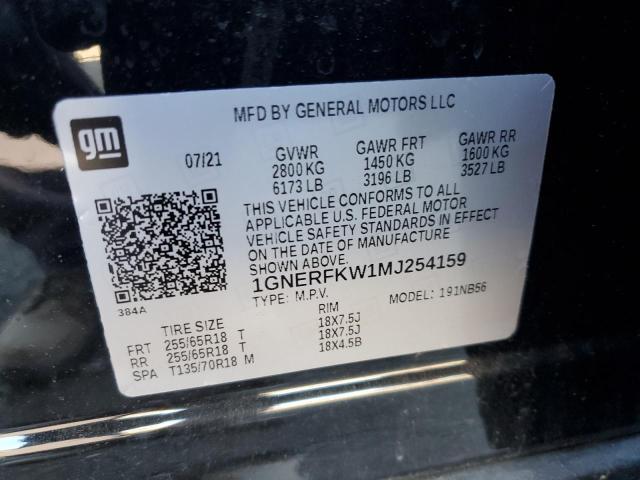 MFD BY GENERAL MOTORS LLC
gm
07/21 GVWR GAWR FRT GAWR RR
2800 KG 1450 KG 1600 KG
6173 LB 3196 LB 3527 LB
THIS VEHICLE CONFORMS TO ALL
APPLICABLE U.S. FEDERAL MOTOR
VEHICLE SAFETY STANDARDS IN EFFECT
ON THE DATE OF MANUFACTURE
SHOWN ABOVE.
1GNERFKW1MJ254159
TYPE: M.P.V. MODEL: 191NB56
384A
TIRE SIZE RIM
FRT 255/65R18 T 18X7.5J
RR 255/65R18 T 18X7.5J
SPA T135/70R18 M 18X4.5B